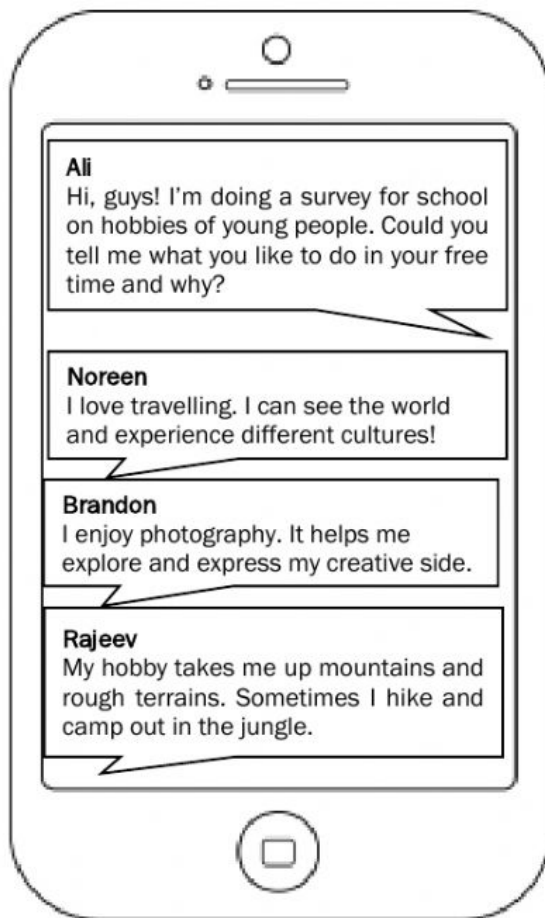 Ali
Hi, guys! I'm doing a survey for school
on hobbies of young people. Could you
tell me what you like to do in your free
time and why?
Noreen
I love travelling. I can see the world
and experience different cultures!
Brandon
I enjoy photography. It helps me
explore and express my creative side.
Rajeev
My hobby takes me up mountains and
rough terrains. Sometimes I hike and
camp out in the jungle.